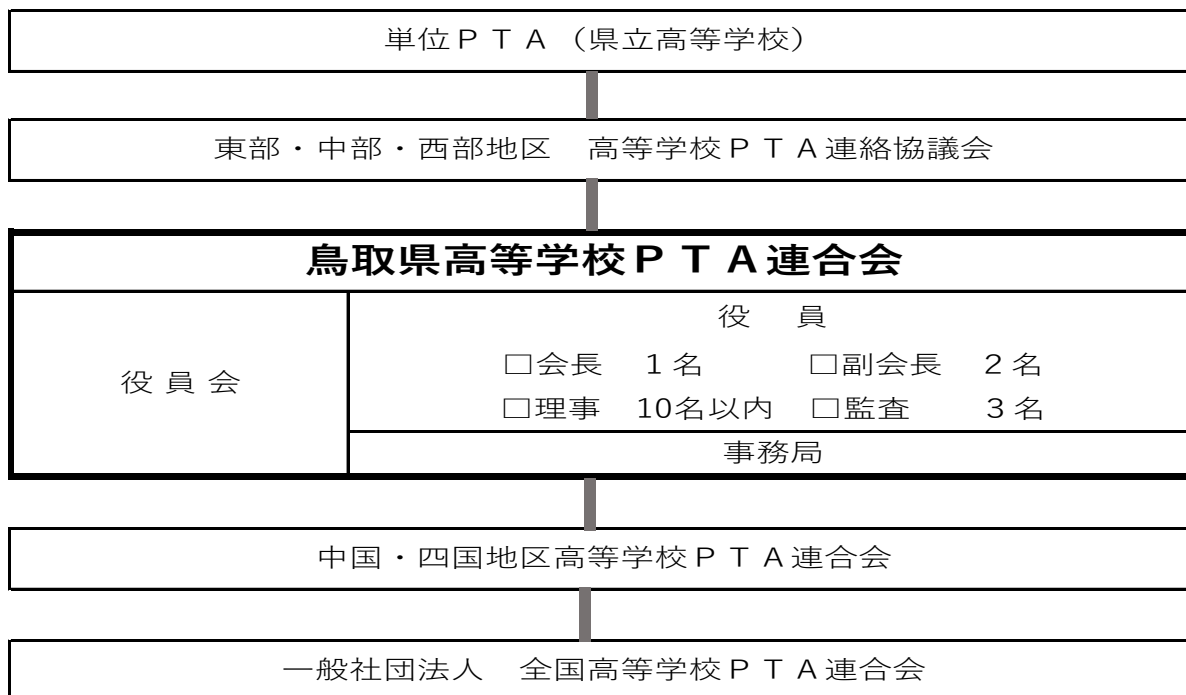 単位ＰＴＡ（県立高等学校）
東部・中部・西部地区　高等学校ＰＴＡ連絡協議会
鳥取県高等学校ＰＴＡ連合会
役員会
役　員
□会長　１名　□副会長　２名
□理事　10名以内　□監査　３名
事務局
中国・四国地区高等学校ＰＴＡ連合会
一般社団法人　全国高等学校ＰＴＡ連合会